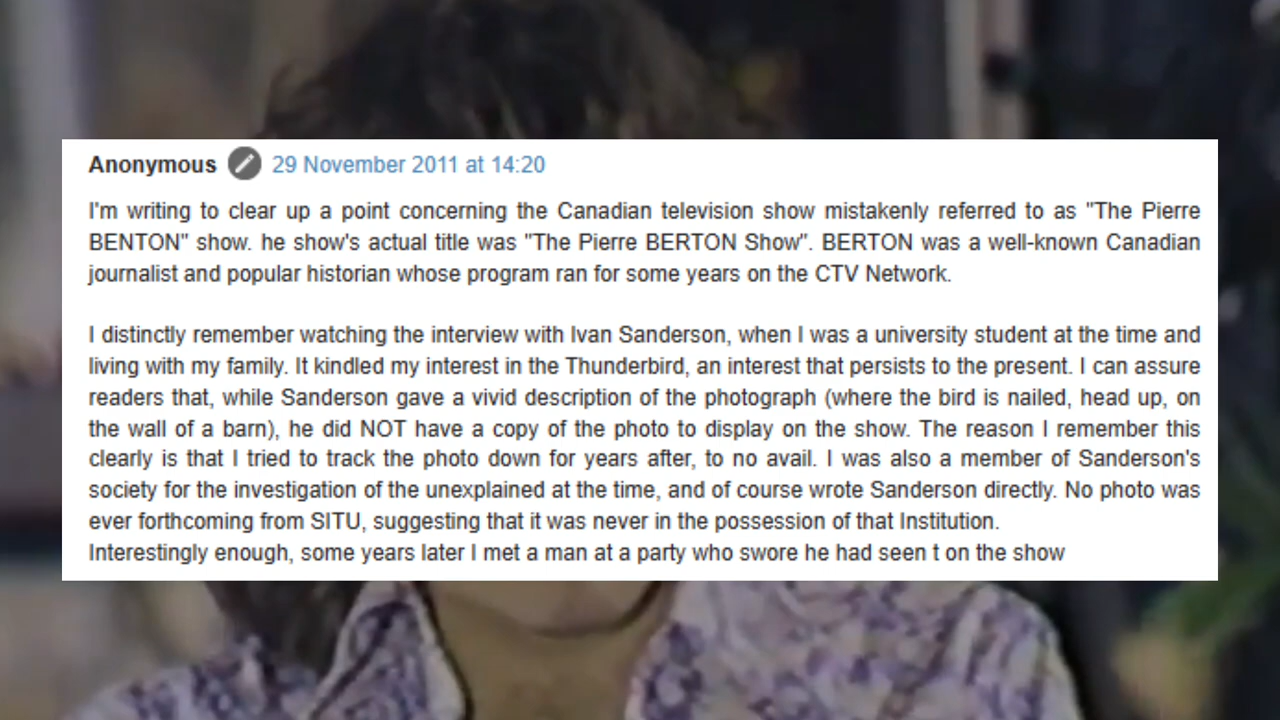 Anonymous 29 November 2011 at 14:20
I'm writing to clear up a point concerning the Canadian television show mistakenly referred to as "The Pierre
BENTON" show. he show's actual title was "The Pierre BERTON Show". BERTON was a well-known Canadian
journalist and popular historian whose program ran for some years on the CTV Network.
I distinctly remember watching the interview with Ivan Sanderson, when I was a university student at the time and
living with my family. It kindled my interest in the Thunderbird, an interest that persists to the present. I can assure
readers that, while Sanderson gave a vivid description of the photograph (where the bird is nailed, head up, on
the wall of a barn), he did NOT have a copy of the photo to display on the show. The reason I remember this
clearly is that I tried to track the photo down for years after, to no avail. I was also a member of Sanderson's
society for the investigation of the unexplained at the time, and of course wrote Sanderson directly. No photo was
ever forthcoming from SITU, suggesting that it was never in the possession of that Institution.
Interestingly enough, some years later I met a man at a party who swore he had seen t on the show